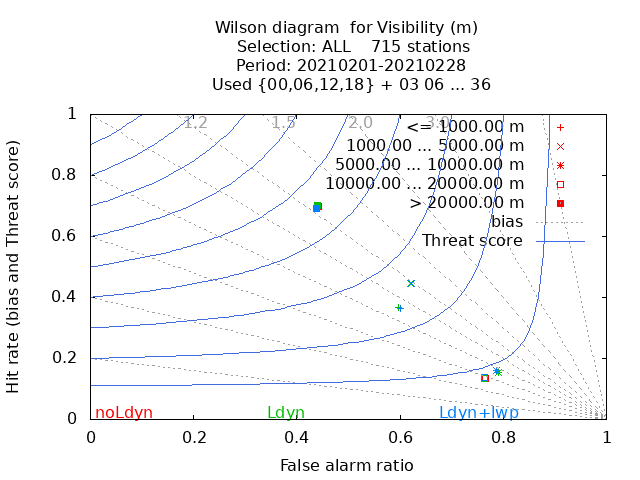 Wilson diagram  for Visibility (m)
Selection: ALL    715 stations
Period: 20210201-20210228
Used {00,06,12,18} + 03 06 ... 36
Hit rate (bias and Threat score)
1
0.8
0.6
0.4
0.2
0
1.2 1.5 2.0 3.0
<= 1000.00 m
1000.00 ... 5000.00 m
5000.00 ... 10000.00 m
10000.00 ... 20000.00 m
> 20000.00 m
bias
Threat score
noLdyn Ldyn Ldyn+lwp
0 0.2 0.4 0.6 0.8 1
False alarm ratio